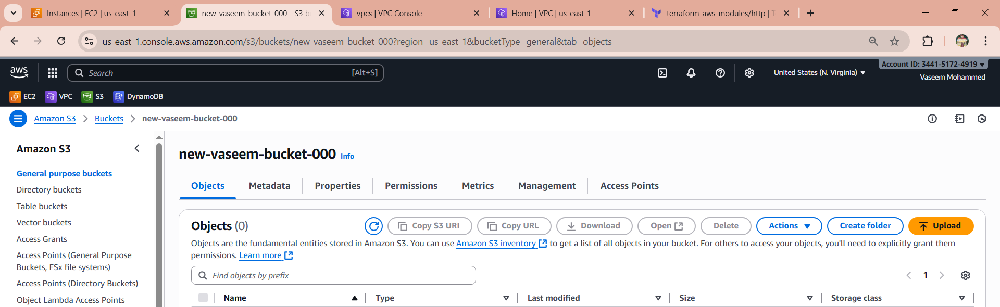 Instances | EC2 | us-east-1
new-vaseem-bucket-000 - S3 b
vpcs | VPC Console
Home | VPC | us-east-1
terraform-aws-modules/http | T
us-east-1.console.aws.amazon.com/s3/buckets/new-vaseem-bucket-000?region=us-east-1&bucketType=general&tab=objects
aws
Search
[Alt+S]
United States (N. Virginia)
Account ID: 3441-5172-4919
Vaseem Mohammed
EC2
VPC
S3
DynamoDB
Amazon S3
Buckets
new-vaseem-bucket-000
Amazon S3
General purpose buckets
Directory buckets
Table buckets
Vector buckets
Access Grants
Access Points (General Purpose
Buckets, FSx file systems)
Access Points (Directory Buckets)
Object Lambda Access Points
new-vaseem-bucket-000 Info
Objects
Metadata
Properties
Permissions
Metrics
Management
Access Points
Objects (0)
Copy S3 URI
Copy URL
Download
Open
Delete
Actions
Create folder
Upload
Objects are the fundamental entities stored in Amazon S3. You can use Amazon S3 inventory to get a list of all objects in your bucket. For others to access your objects, you'll need to explicitly grant them
permissions. Learn more
Find objects by prefix
1
Name
Type
Last modified
Size
Storage class